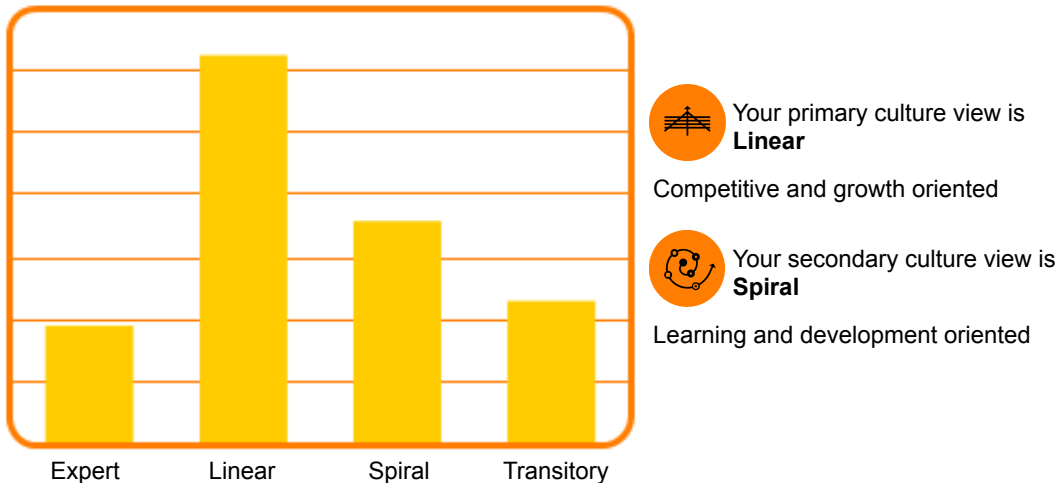 Your primary culture view is
Linear
Competitive and growth oriented
Your secondary culture view is
Spiral
Learning and development oriented
Expert
Linear
Spiral
Transitory